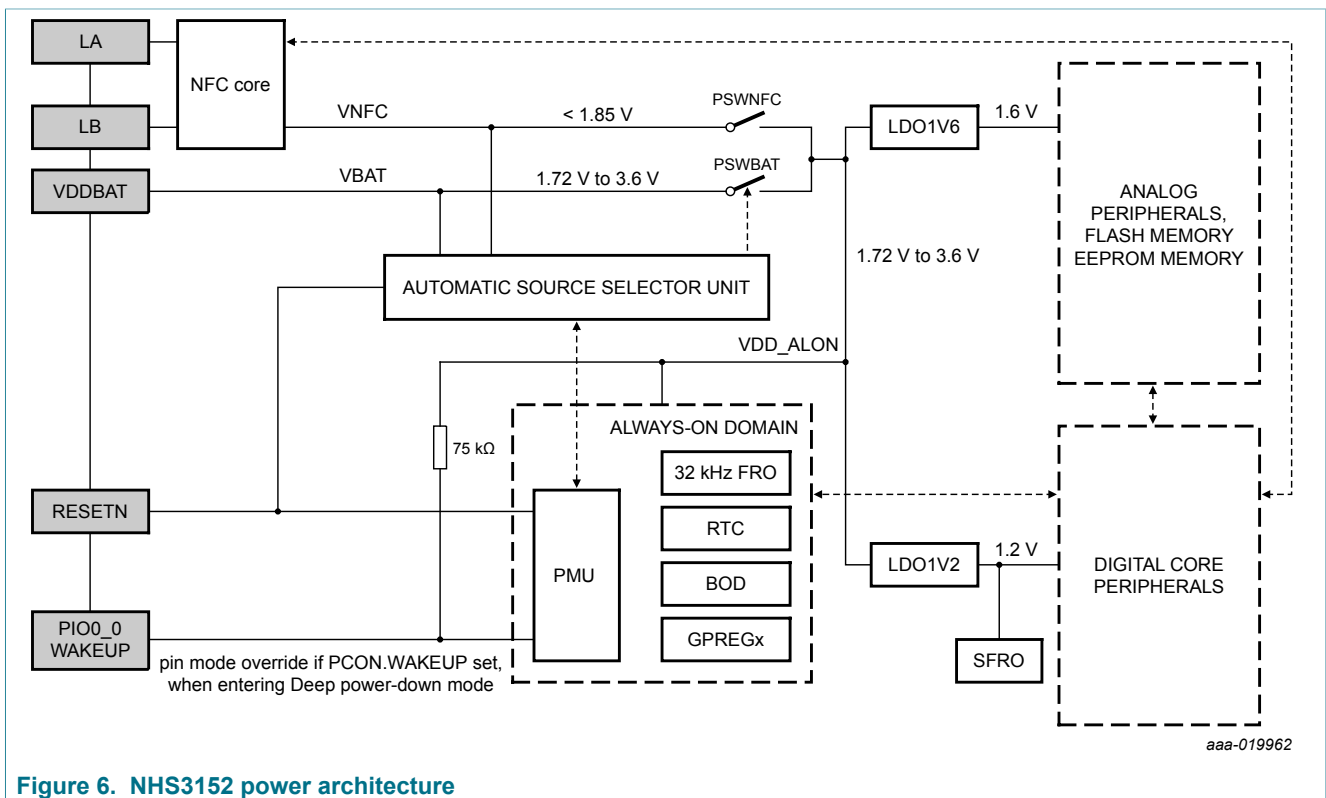 LA
NFC core
LB
VDDBAT
VNFC
< 1.85 V
PSWNFC
VBAT
1.72 V to 3.6 V
PSWBAT
LDO1V6
1.6 V
ANALOG
PERIPHERALS,
FLASH MEMORY
EEPROM MEMORY
1.72 V to 3.6 V
AUTOMATIC SOURCE SELECTOR UNIT
VDD_ALON
75 kΩ
ALWAYS-ON DOMAIN
32 kHz FRO
RTC
BOD
GPREGx
PMU
RESETN
PIO0_0
WAKEUP
pin mode override if PCON.WAKEUP set,
when entering Deep power-down mode
LDO1V2
1.2 V
SFRO
DIGITAL CORE
PERIPHERALS
aaa-019962
Figure 6. NHS3152 power architecture